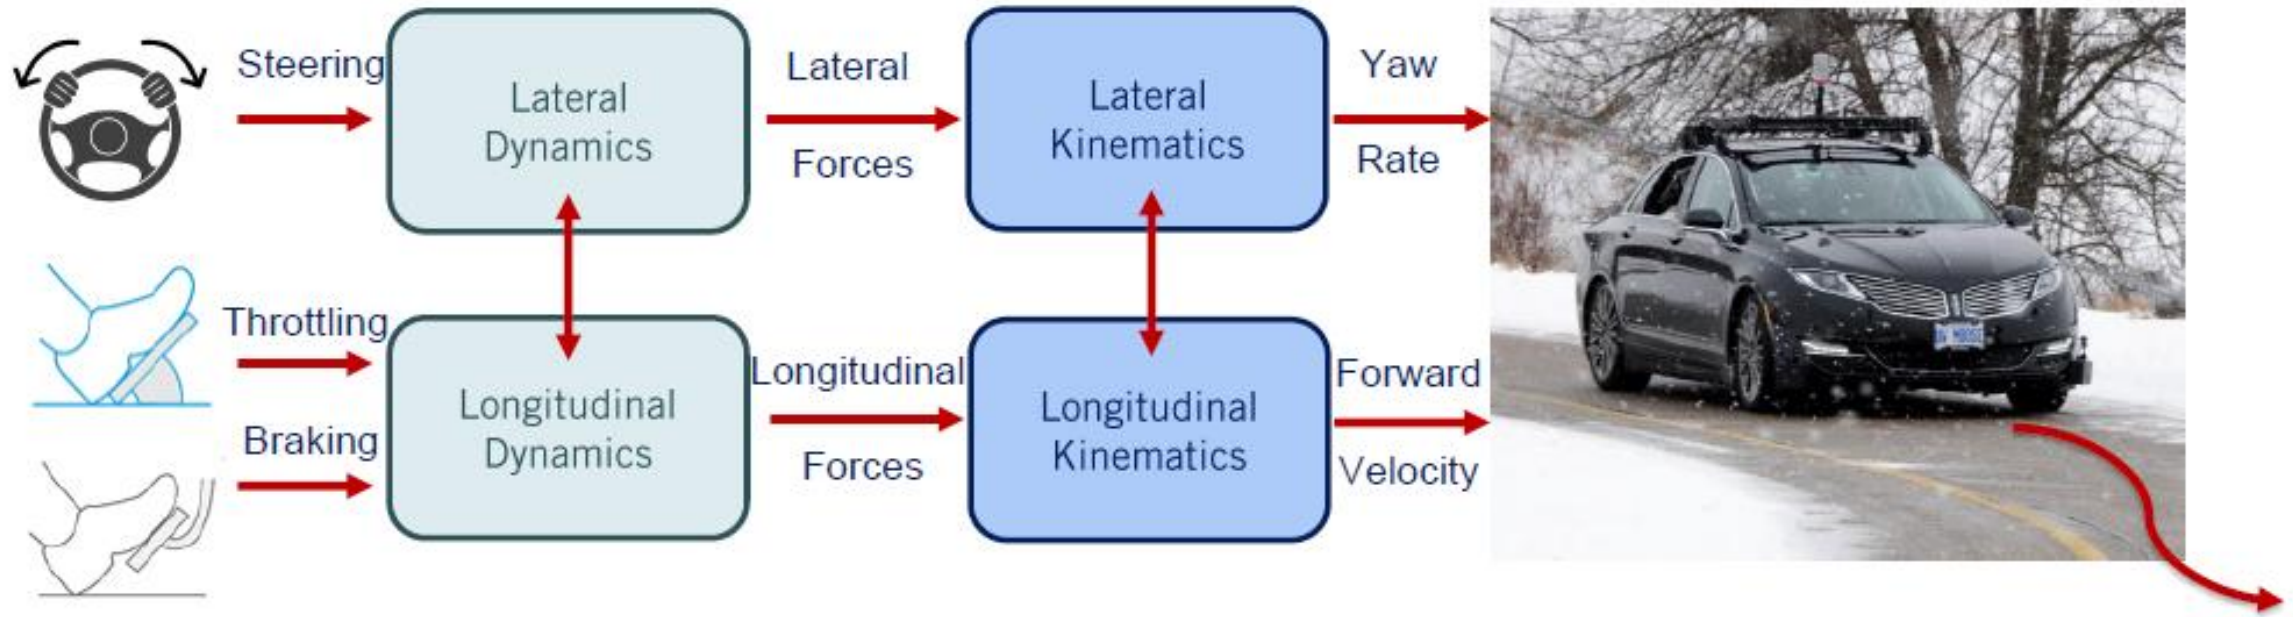 Steering
Lateral
Dynamics
Lateral
Forces
Lateral
Kinematics
Yaw
Rate
Throttling
Braking
Longitudinal
Dynamics
Longitudinal
Forces
Longitudinal
Kinematics
Forward
Velocity